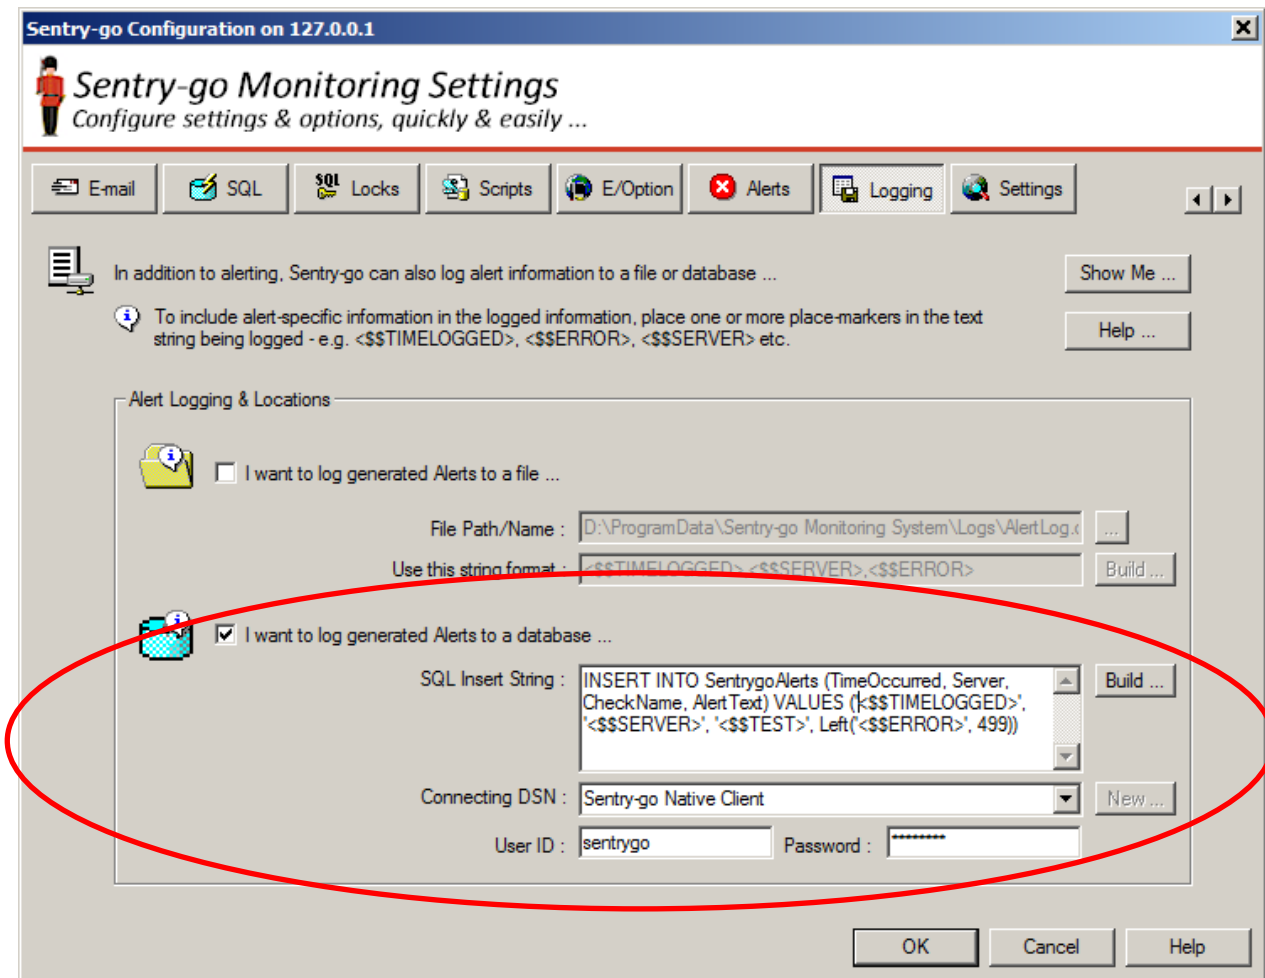 Sentry-go Configuration on 127.0.0.1
Sentry-go Monitoring Settings
Configure settings & options, quickly & easily ...
E-mail SQL SQL Locks Scripts E/Option Alerts Logging Settings
In addition to alerting, Sentry-go can also log alert information to a file or database ... Show Me ...
To include alert-specific information in the logged information, place one or more place-markers in the text
string being logged - e.g. <$$TIMELOGGED>, <$$ERROR>, <$$SERVER> etc. Help ...
Alert Logging & Locations
I want to log generated Alerts to a file ...
File Path/Name : D:\ProgramData\Sentry-go Monitoring System\Logs\AlertLog. ...
Use this string format : <$$TIMELOGGED>,<$$SERVER>,<$$ERROR> Build ...
I want to log generated Alerts to a database ...
SQL Insert String : INSERT INTO SentrygoAlerts (TimeOccurred, Server, Build ...
CheckName, AlertText) VALUES ('<$$TIMELOGGED>',
'<$$SERVER>', '<$$TEST>', Left('<$$ERROR>', 499))
Connecting DSN : Sentry-go Native Client New ...
User ID : sentrygo Password : ********
OK Cancel Help